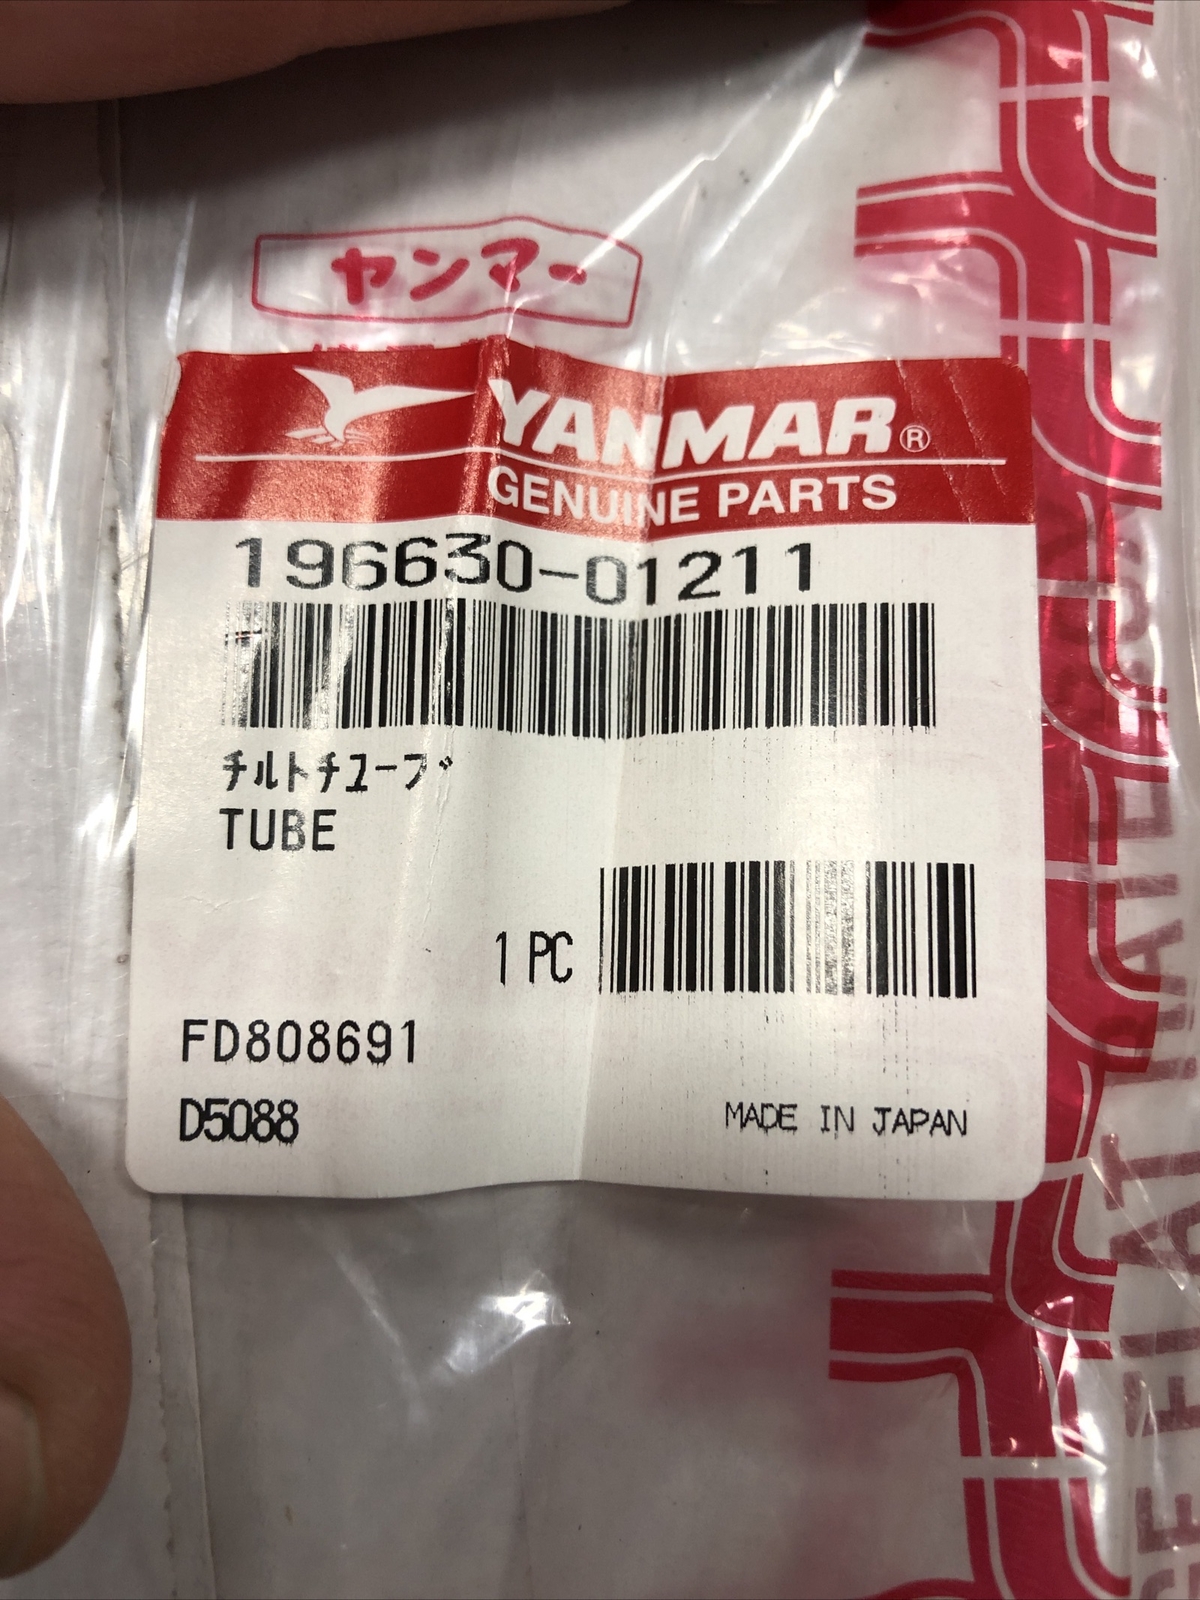 ヤンマー
YANMAR®
GENUINE PARTS
196630-01211
チルトチューブ
TUBE
1 PC
FD808691
D5088
MADE IN JAPAN